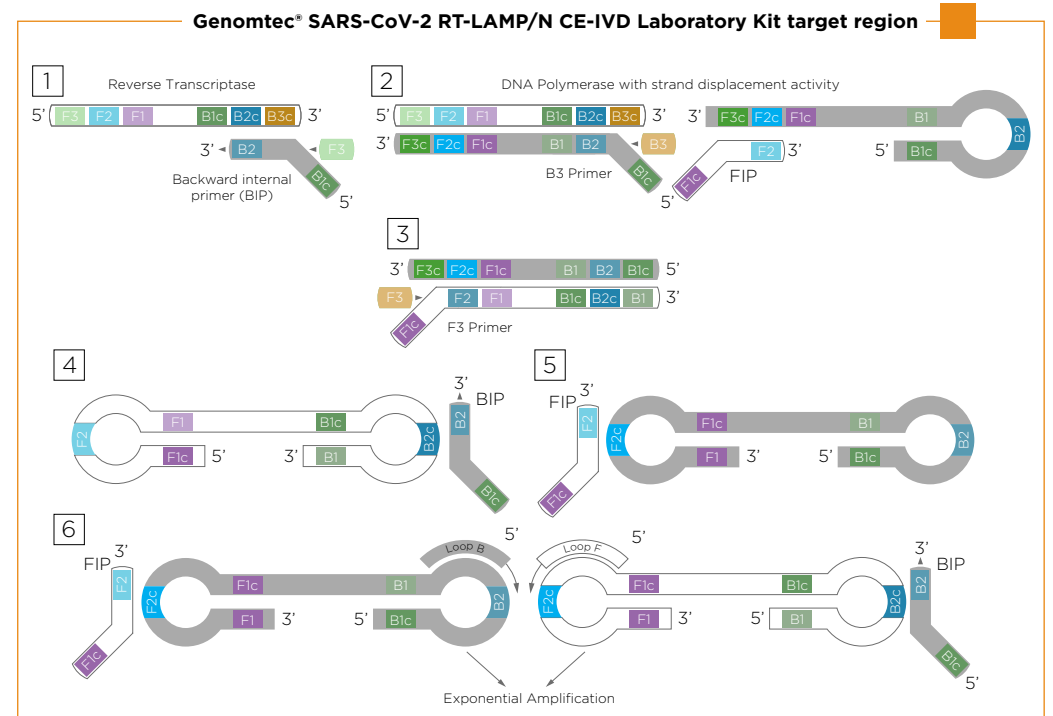 Genomtec® SARS-CoV-2 RT-LAMP/N CE-IVD Laboratory Kit target region
1
Reverse Transcriptase
5’ F3 F2 F1 B1c B2c B3c 3’
3’ B2 F3
Backward internal
primer (BIP)
B1c
5’
2
DNA Polymerase with strand displacement activity
5’ F3 F2 F1 B1c B2c B3c 3’
3’ F3c F2c F1c B1 B2 B3
B3 Primer
B1c
5’
3’ F3c F2c F1c B1
B2
F2 3’ 5’ B1c
F1c FIP
3
3’ F3c F2c F1c B1 B2 B1c 5’
F3 F2 F1 B1c B2c B1 3’
F1c
F3 Primer
4
F1 B1c
F2 B2c
F1c 5’ 3’ B1
3’
BIP
B2
B1c
5’
5
3’
FIP
F2
F1c
F1c B1
F2c B2
F1 3’ 5’ B1c
6
3’
FIP
F2
F1c
Loop B
F1c B1
F2c B2
F1 3’ 5’ B1c
Loop F
5’
F1c B1c
F2c B2c
F1 3’ 5’ B1
3’
BIP
B2
B1c
5’
Exponential Amplification